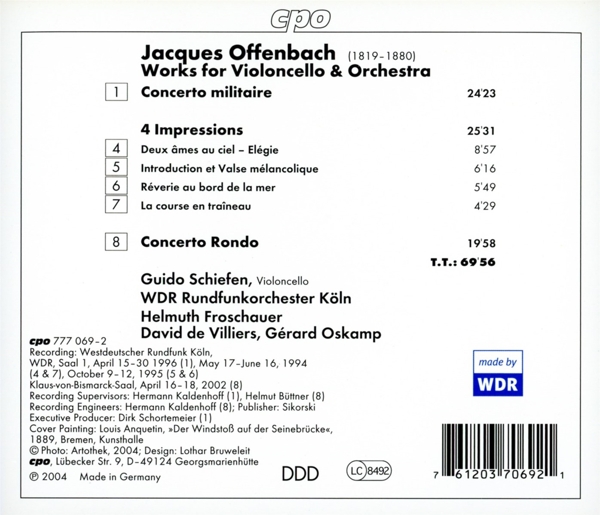 cpo
Jacques Offenbach (1819–1880)
Works for Violoncello & Orchestra
1 Concerto militaire 24'23
4 Impressions 25'31
4 Deux âmes au ciel – Elégie 8'57
5 Introduction et Valse mélancolique 6'16
6 Réverie au bord de la mer 5'49
7 La course en traîneau 4'29
8 Concerto Rondo 19'58
T.T.: 69'56
Guido Schiefen, Violoncello
WDR Rundfunkorchester Köln
Helmuth Froschauer
David de Villiers, Gérard Oskamp
cpo 777 069–2
Recording: Westdeutscher Rundfunk Köln,
WDR, Saal 1, April 15–30 1996 (1), May 17–June 16, 1994
(4 & 7), October 9–12, 1995 (5 & 6)
Klaus-von-Bismarck-Saal, April 16–18, 2002 (8)
Recording Supervisors: Hermann Kaldenhoff (1), Helmut Büttner (8)
Recording Engineers: Hermann Kaldenhoff (8); Publisher: Sikorski
Executive Producer: Dirk Schortemeier (1)
Cover Painting: Louis Anquetin, »Der Windstoß auf der Seinebrücke«,
1889, Bremen, Kunsthalle
© Photo: Artothek, 2004; Design: Lothar Bruweleit
cpo, Lübecker Str. 9, D–49124 Georgsmarienhütte
℗ 2004 Made in Germany
made by
WDR
DDD
LC 8492
7 61203 70692 1